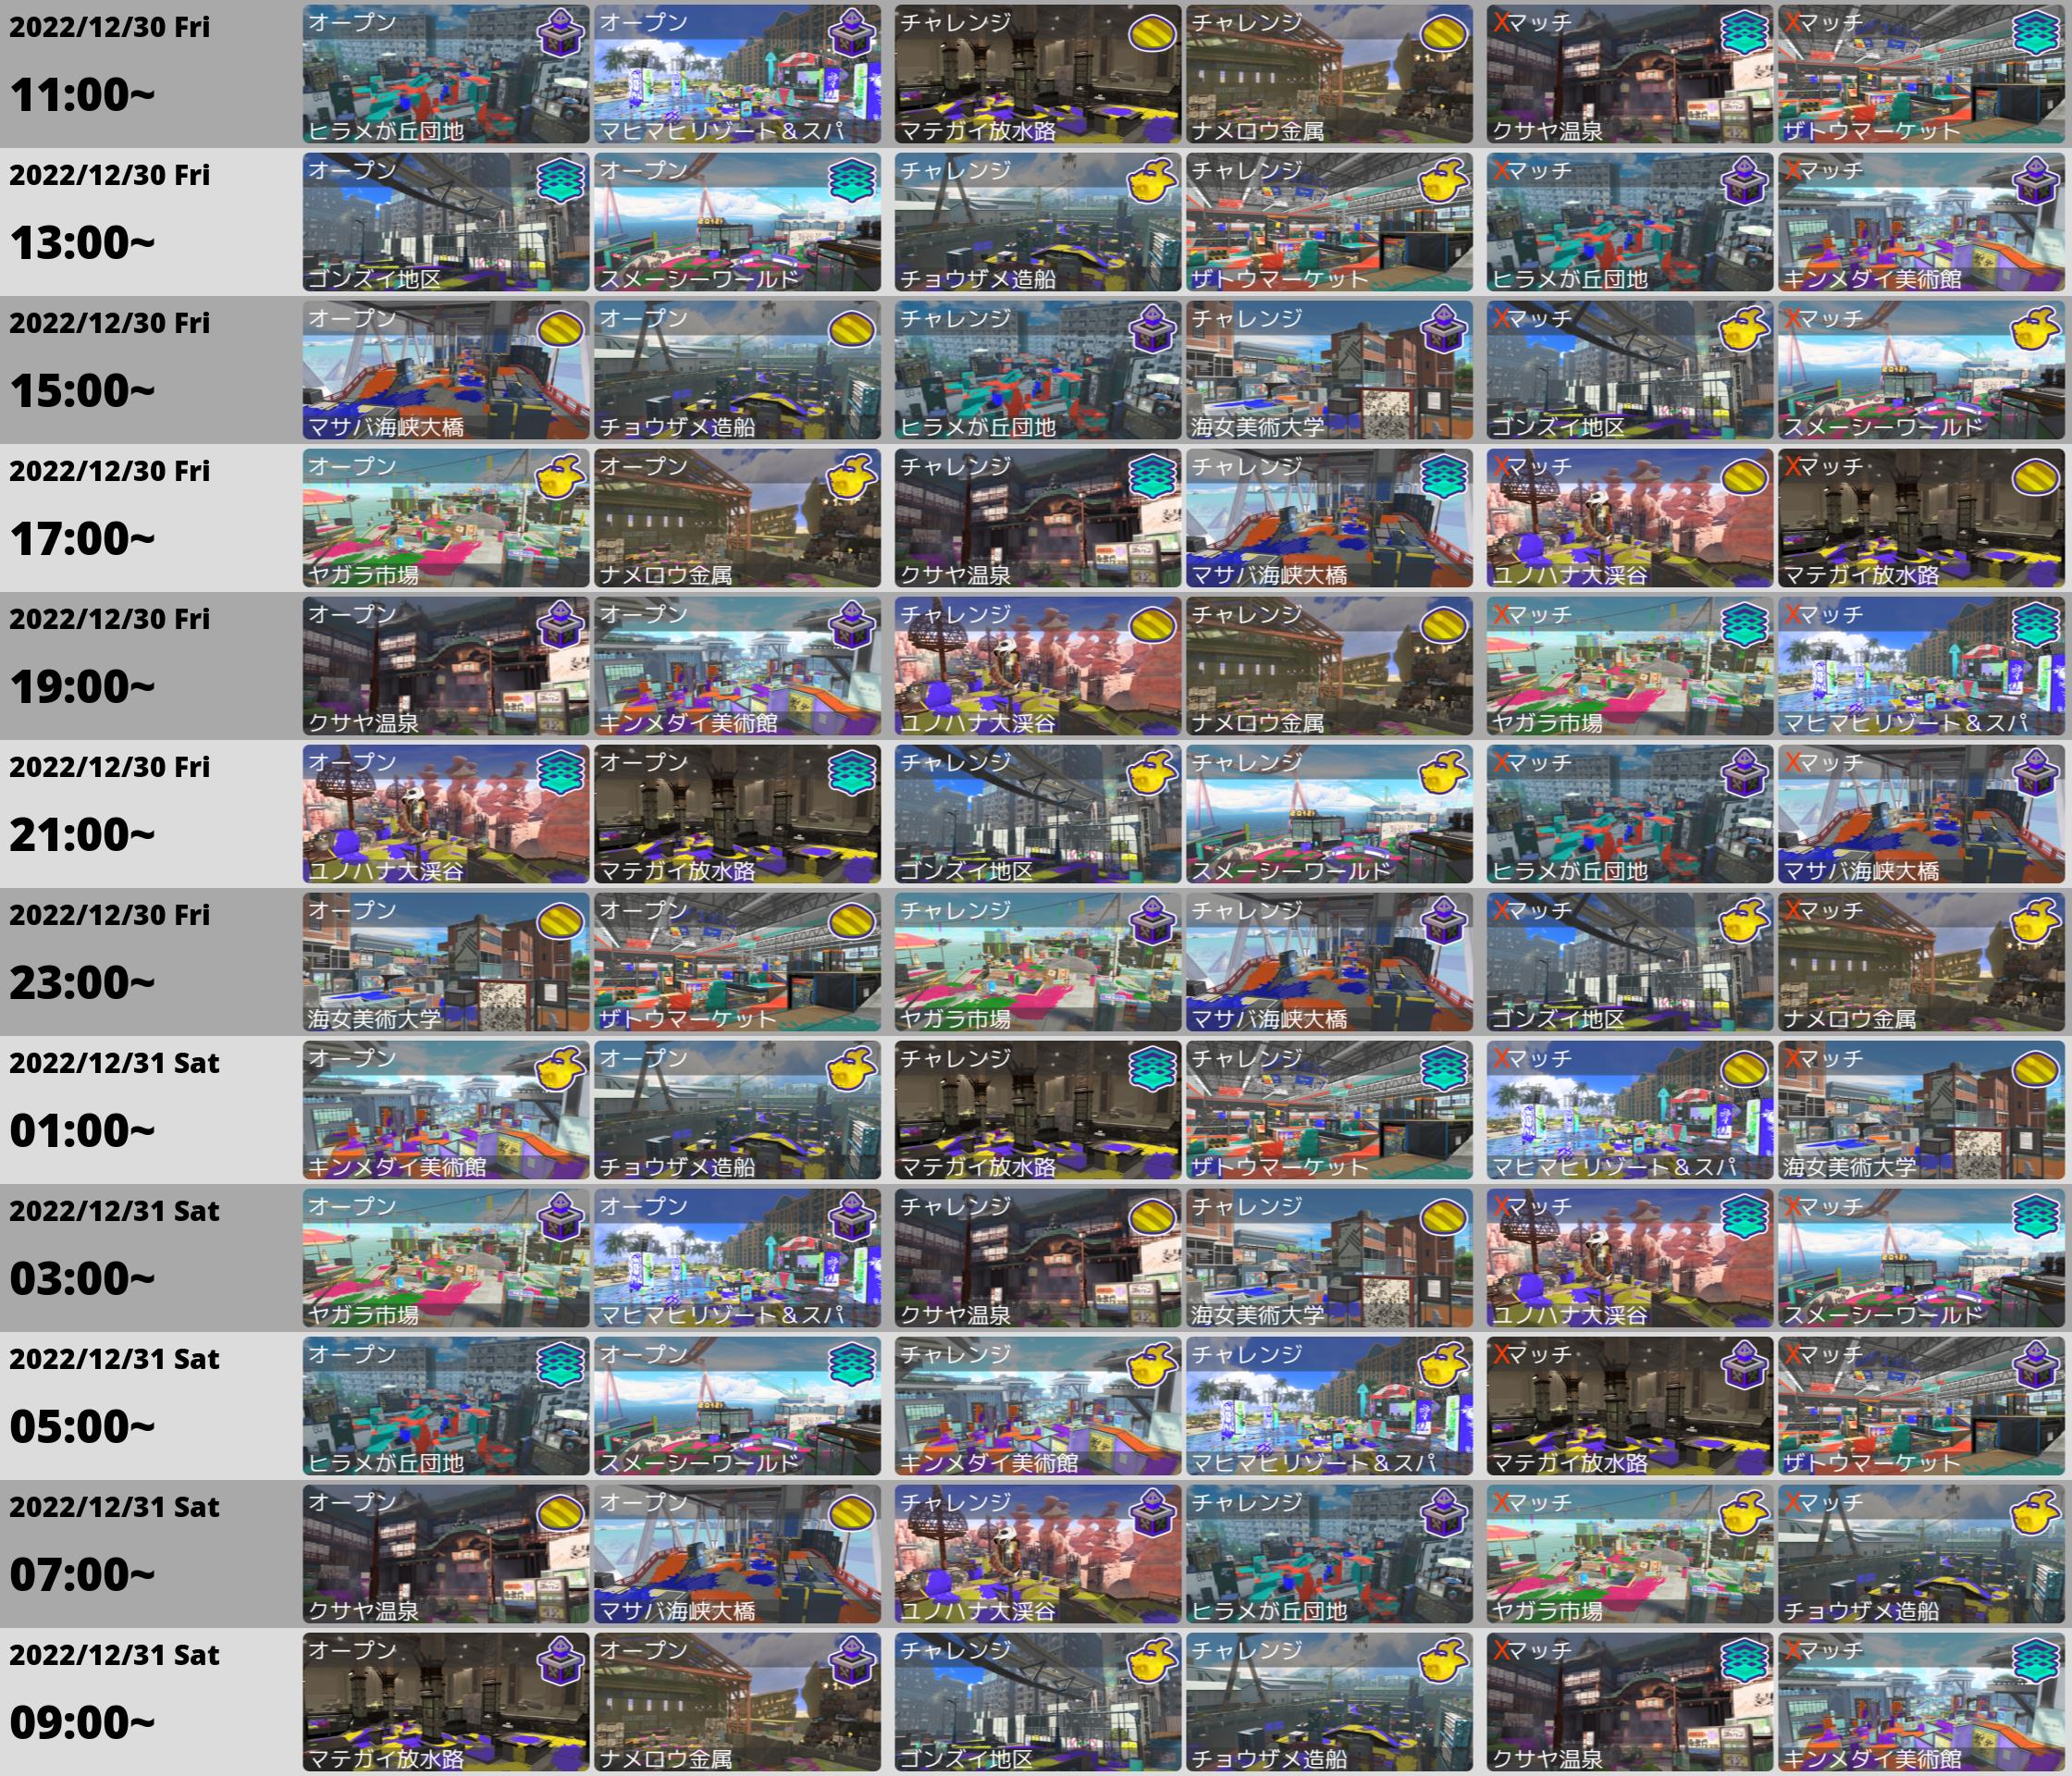 2022/12/30 Fri
11:00~
オープン オープン チャレンジ チャレンジ Xマッチ Xマッチ
ヒラメが丘団地 マヒマヒリゾート＆スパ マテガイ放水路 ナメロウ金属 クサヤ温泉 ザトウマーケット
2022/12/30 Fri
13:00~
オープン オープン チャレンジ チャレンジ Xマッチ Xマッチ
ゴンズイ地区 スメーシーワールド チョウザメ造船 ザトウマーケット ヒラメが丘団地 キンメダイ美術館
2022/12/30 Fri
15:00~
オープン オープン チャレンジ チャレンジ Xマッチ Xマッチ
マサバ海峡大橋 チョウザメ造船 ヒラメが丘団地 海女美術大学 ゴンズイ地区 スメーシーワールド
2022/12/30 Fri
17:00~
オープン オープン チャレンジ チャレンジ Xマッチ Xマッチ
ヤガラ市場 ナメロウ金属 クサヤ温泉 マサバ海峡大橋 ユノハナ大渓谷 マテガイ放水路
2022/12/30 Fri
19:00~
オープン オープン チャレンジ チャレンジ Xマッチ Xマッチ
クサヤ温泉 キンメダイ美術館 ユノハナ大渓谷 ナメロウ金属 ヤガラ市場 マヒマヒリゾート＆スパ
2022/12/30 Fri
21:00~
オープン オープン チャレンジ チャレンジ Xマッチ Xマッチ
ユノハナ大渓谷 マテガイ放水路 ゴンズイ地区 スメーシーワールド ヒラメが丘団地 マサバ海峡大橋
2022/12/30 Fri
23:00~
オープン オープン チャレンジ チャレンジ Xマッチ Xマッチ
海女美術大学 ザトウマーケット ヤガラ市場 マサバ海峡大橋 ゴンズイ地区 ナメロウ金属
2022/12/31 Sat
01:00~
オープン オープン チャレンジ チャレンジ Xマッチ Xマッチ
キンメダイ美術館 チョウザメ造船 マテガイ放水路 ザトウマーケット マヒマヒリゾート＆スパ 海女美術大学
2022/12/31 Sat
03:00~
オープン オープン チャレンジ チャレンジ Xマッチ Xマッチ
ヤガラ市場 マヒマヒリゾート＆スパ クサヤ温泉 海女美術大学 ユノハナ大渓谷 スメーシーワールド
2022/12/31 Sat
05:00~
オープン オープン チャレンジ チャレンジ Xマッチ Xマッチ
ヒラメが丘団地 スメーシーワールド キンメダイ美術館 マヒマヒリゾート＆スパ マテガイ放水路 ザトウマーケット
2022/12/31 Sat
07:00~
オープン オープン チャレンジ チャレンジ Xマッチ Xマッチ
クサヤ温泉 マサバ海峡大橋 ユノハナ大渓谷 ヒラメが丘団地 ヤガラ市場 チョウザメ造船
2022/12/31 Sat
09:00~
オープン オープン チャレンジ チャレンジ Xマッチ Xマッチ
マテガイ放水路 ナメロウ金属 ゴンズイ地区 チョウザメ造船 クサヤ温泉 キンメダイ美術館